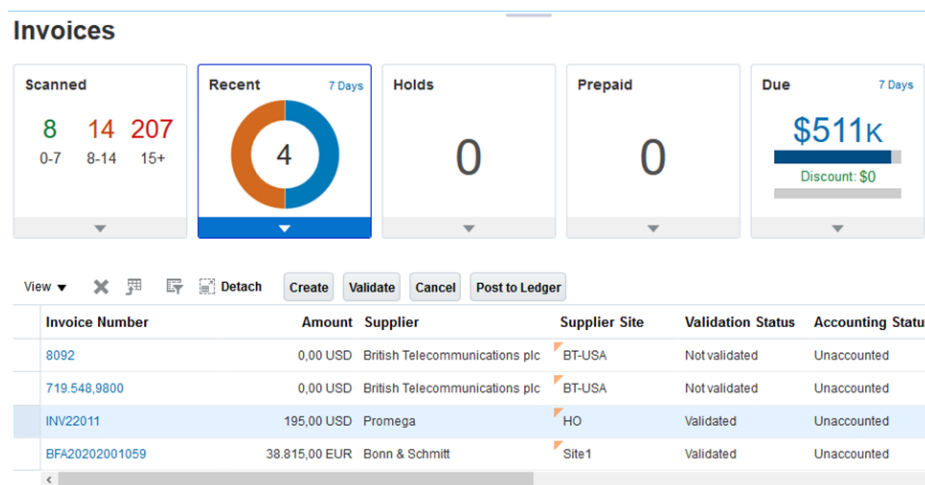 Invoices
Scanned
8 14 207
0-7 8-14 15+
Recent 7 Days
4
Holds
0
Prepaid
0
Due 7 Days
$511K
Discount: $0
View Detach Create Validate Cancel Post to Ledger
Invoice Number Amount Supplier Supplier Site Validation Status Accounting Statu
8092 0,00 USD British Telecommunications plc BT-USA Not validated Unaccounted
719.548,9800 0,00 USD British Telecommunications plc BT-USA Not validated Unaccounted
INV22011 195,00 USD Promega HO Validated Unaccounted
BFA20202001059 38.815,00 EUR Bonn & Schmitt Site1 Validated Unaccounted